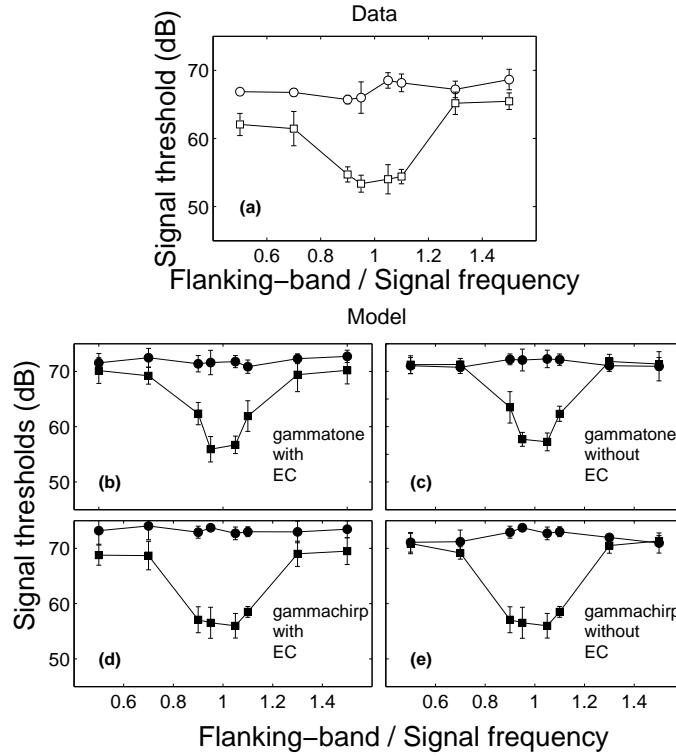 Data
Signal threshold (dB)
70
60
50
(a)
0.6 0.8 1 1.2 1.4
Flanking−band / Signal frequency
Model
Signal thresholds (dB)
70
60
50
(b)
gammatone
with
EC
(c)
gammatone
without
EC
70
60
50
(d)
gammachirp
with
EC
(e)
gammachirp
without
EC
0.6 0.8 1 1.2 1.4
0.6 0.8 1 1.2 1.4
Flanking−band / Signal frequency